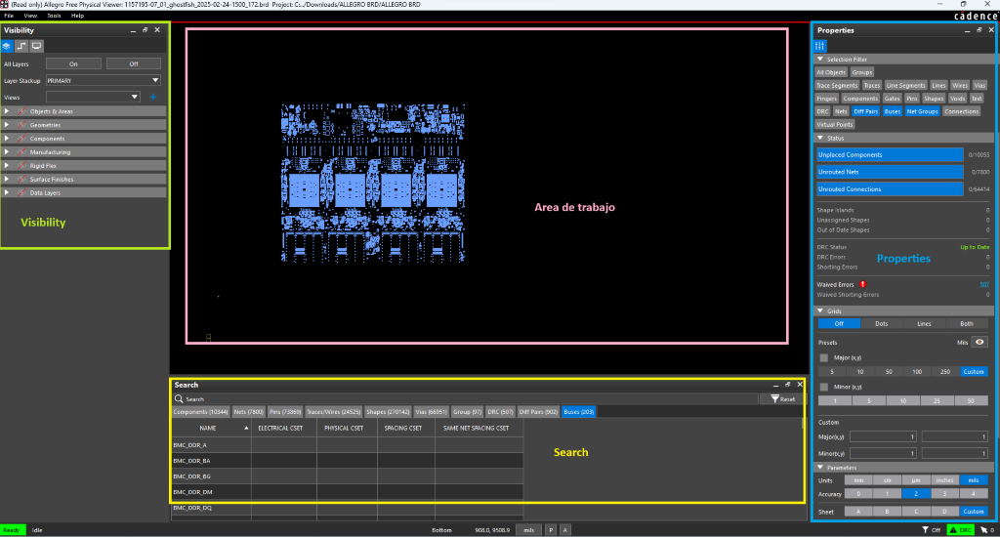 (Read only) Allegro Free Physical Viewer: 1157195-07_01_ghostfish_2025-02-24-1500_172.brd Project: C:../Downloads/ALLEGRO BRD/ALLEGRO BRD
File View Tools Help
cādence
Visibility
All Layers On Off
Layer Stackup PRIMARY
Views
Objects & Areas
Geometries
Components
Manufacturing
Rigid Flex
Surface Finishes
Data Layers
Visibility
Area de trabajo
Search
Search
Reset
Components (10344) Nets (7800) Pins (73869) Traces/Wires (24525) Shapes (270142) Vias (66951) Group (97) DRC (507) Diff Pairs (902) Buses (203)
NAME ELECTRICAL CSET PHYSICAL CSET SPACING CSET SAME NET SPACING CSET
BMC_DDR_A
BMC_DDR_BA
BMC_DDR_BG
BMC_DDR_DM
BMC_DDR_DQ
Search
Properties
Selection Filter
All Objects Groups
Trace Segments Traces Line Segments Lines Wires Vias
Fingers Components Gates Pins Shapes Voids Text
DRC Nets Diff Pairs Buses Net Groups Connections
Virtual Points
Status
Unplaced Components 0/10055
Unrouted Nets 0/7800
Unrouted Connections 0/64414
Shape Islands 0
Unassigned Shapes 0
Out of Date Shapes 0
DRC Status Up to Date
DRC Errors 0
Shorting Errors 0
Properties
Waived Errors 507
Waived Shorting Errors 0
Grids
Off Dots Lines Both
Presets Mils
Major (x,y)
5 10 50 100 250 Custom
Minor (x,y)
1 5 10 25 50
Custom
Major(x,y) 1 1
Minor(x,y) 1 1
Parameters
Units mm cm µm inches mils
Accuracy 0 1 2 3 4
Sheet A B C D Custom
Ready Idle Bottom 908.0, 9508.9 mils P A Off DRC 0